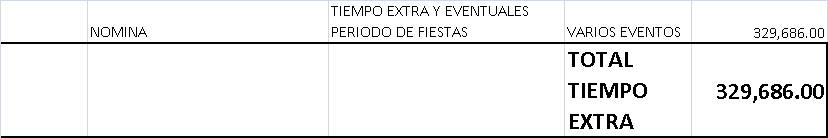 TIEMPO EXTRA Y EVENTUALES
NOMINA PERIODO DE FIESTAS VARIOS EVENTOS 329,686.00
TOTAL
TIEMPO 329,686.00
EXTRA